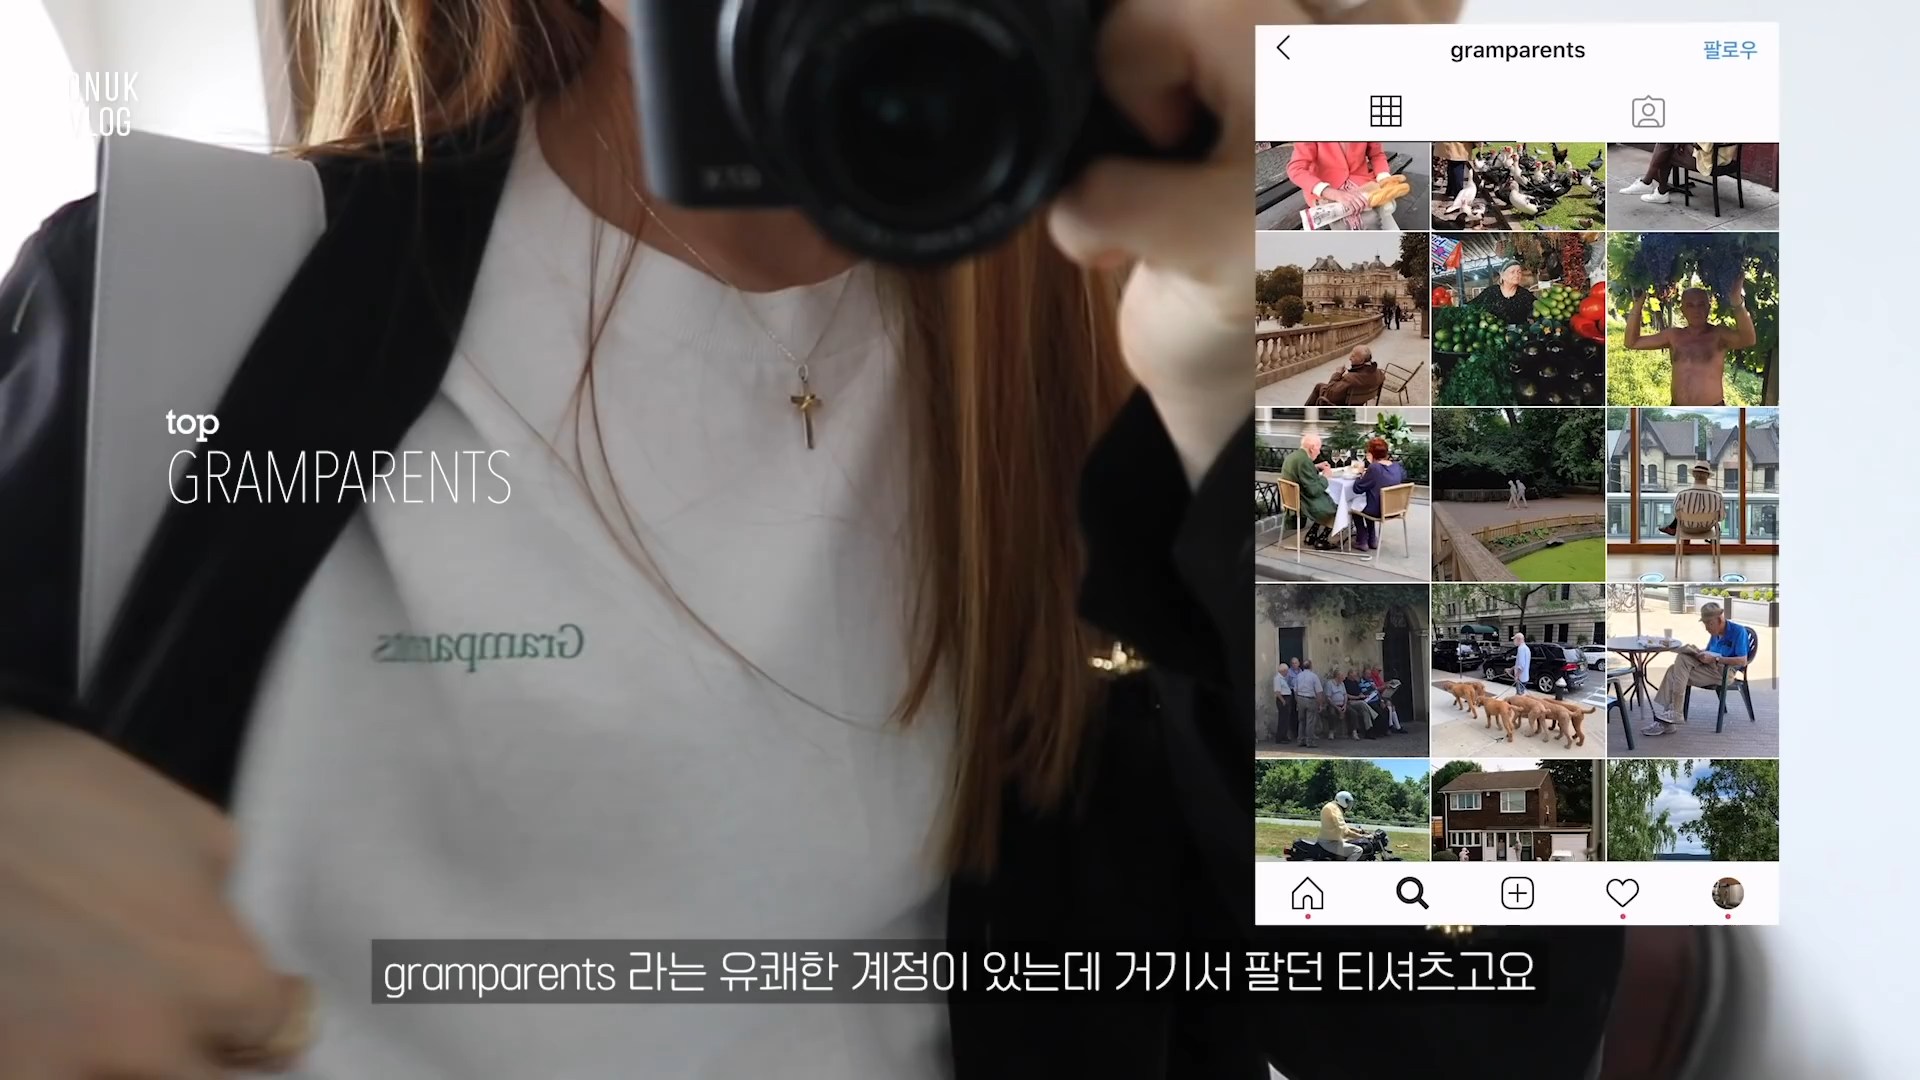 ONUK
VLOG
gramparents
팔로우
top
GRAMPARENTS
Gramparents
gramparents 라는 유쾌한 계정이 있는데 거기서 팔던 티셔츠고요